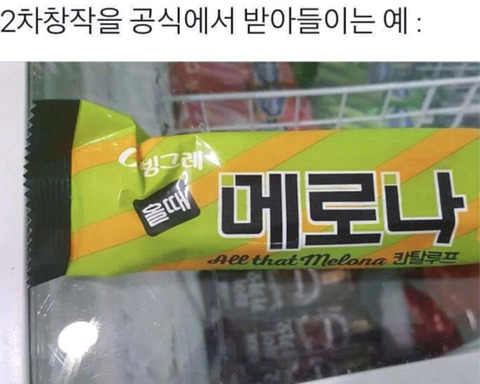 2차창작을 공식에서 받아들이는 예 :
빙그레
올때
메로나
All that Melona 칸탈루프